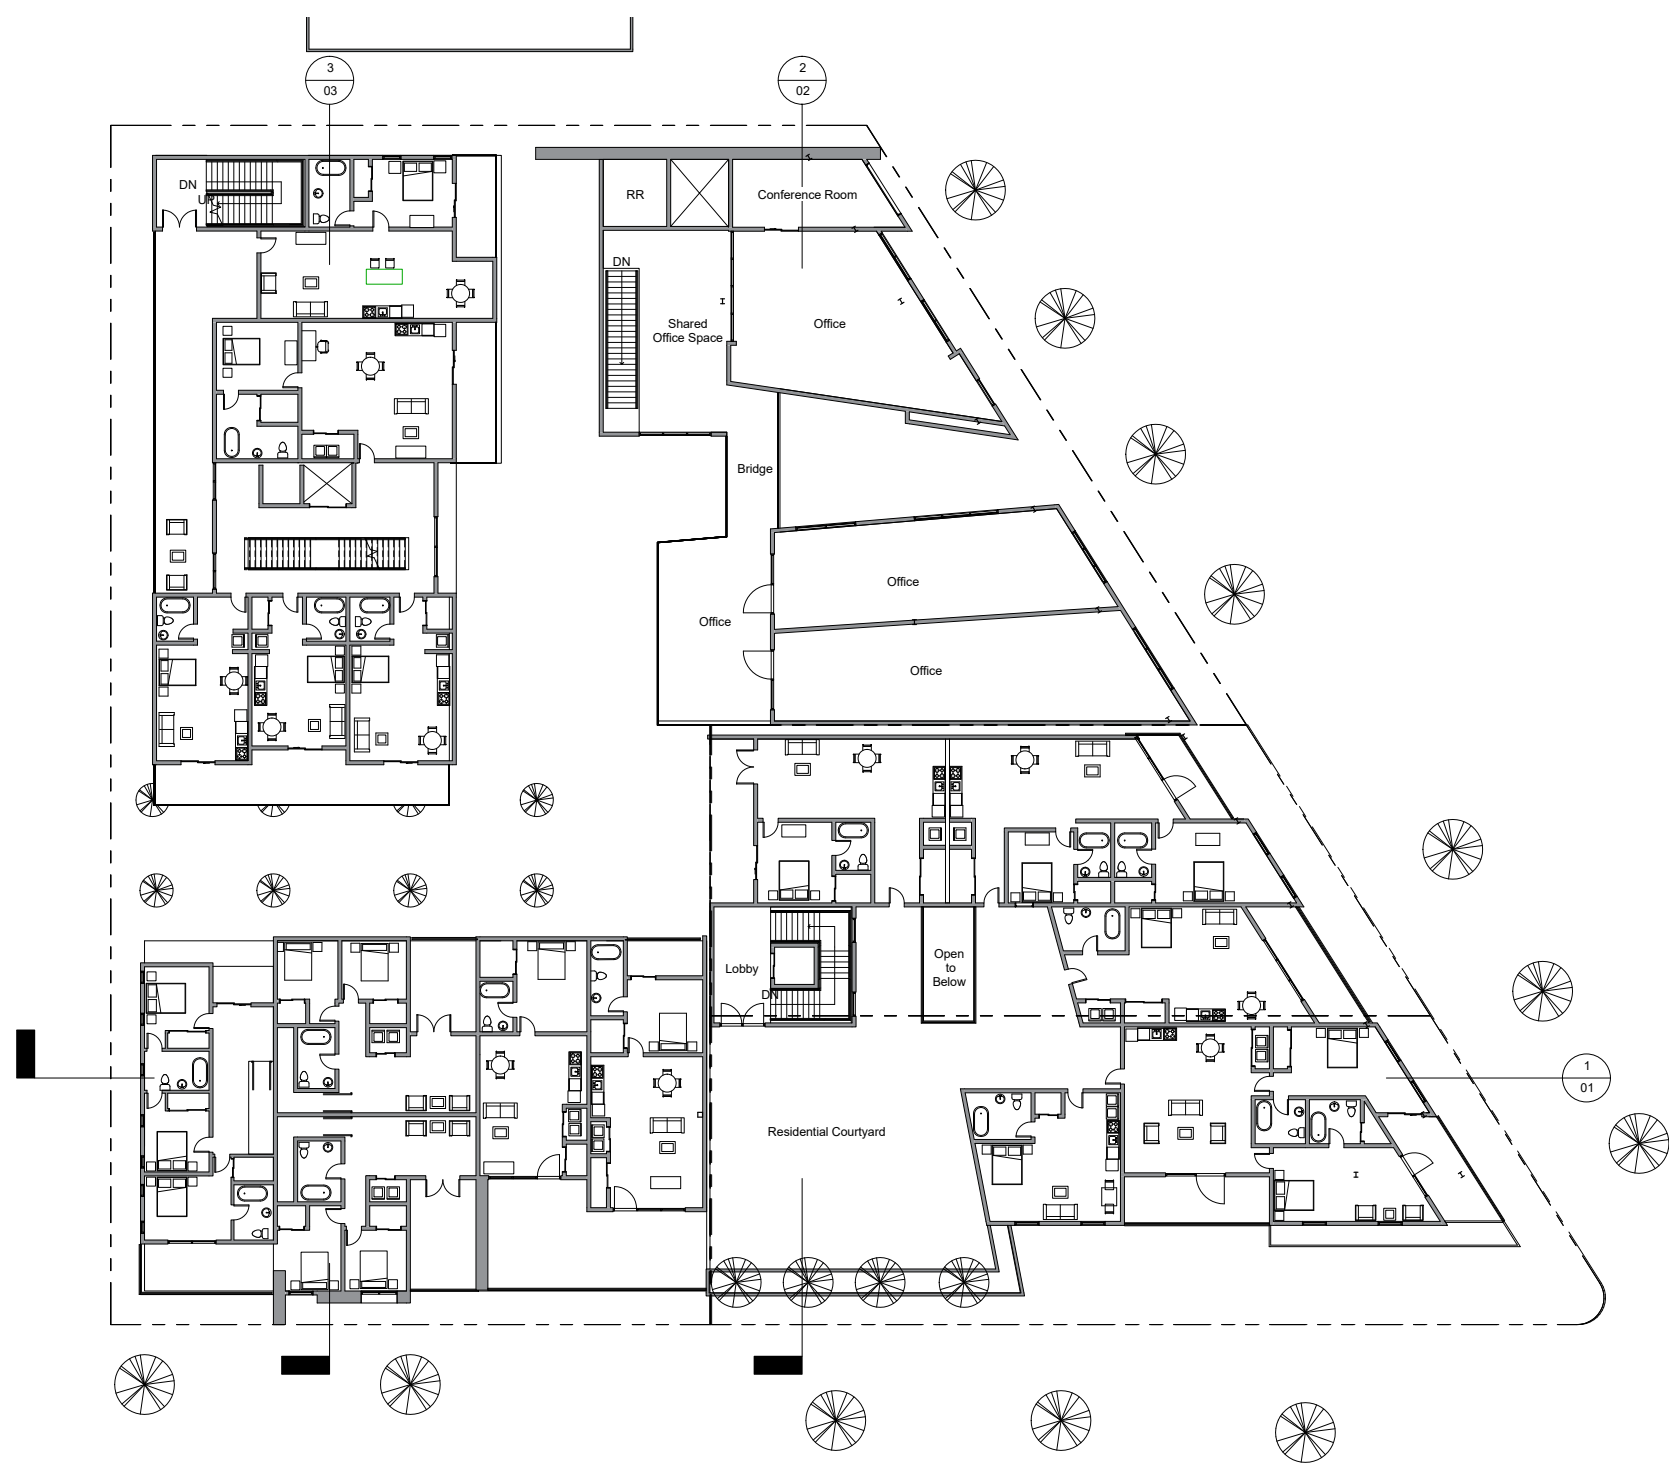 3
03
2
02
DN
UP
RR
Conference Room
DN
Shared
Office Space
Office
Bridge
Office
Office
Office
Lobby
DN
Open
to
Below
Residential Courtyard
1
01